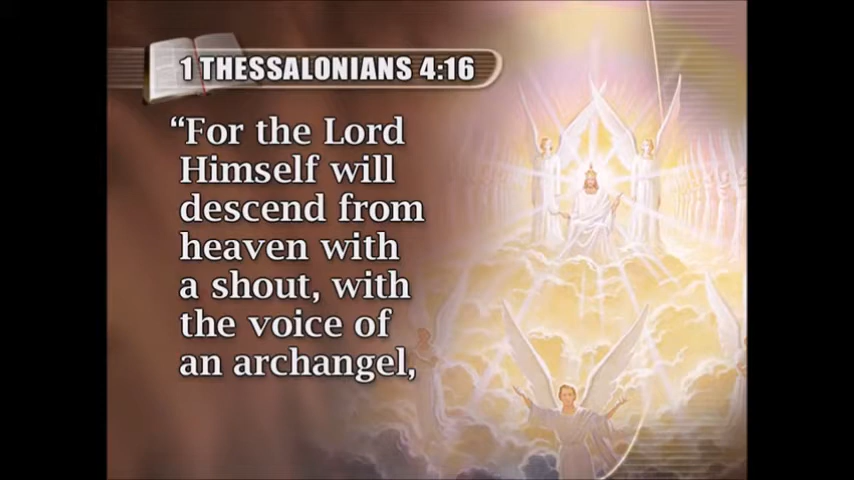 1 THESSALONIANS 4:16
“For the Lord
Himself will
descend from
heaven with
a shout, with
the voice of
an archangel,